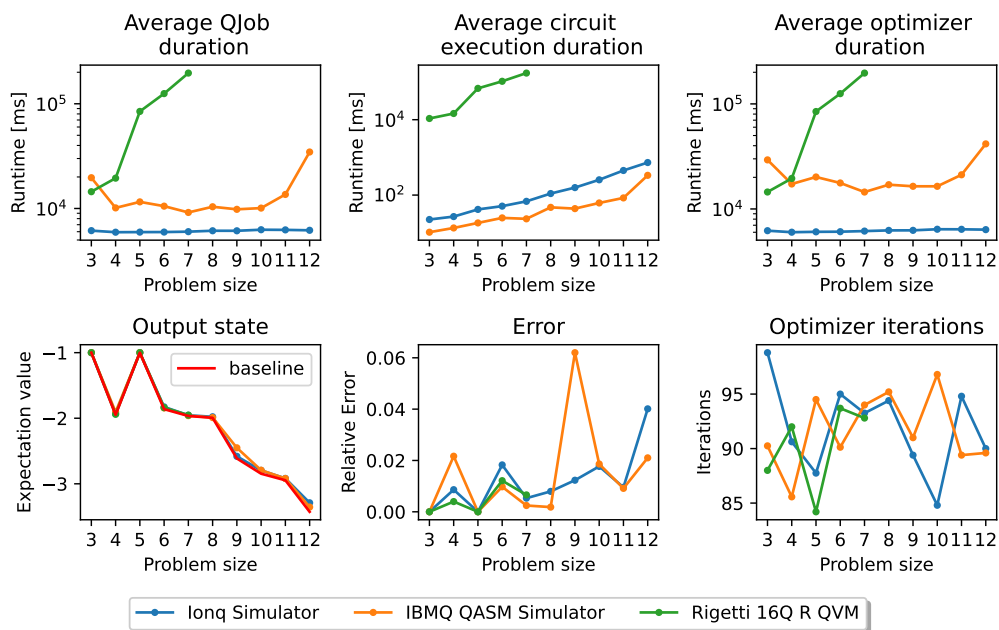 Average QJob
duration
Average circuit
execution duration
Average optimizer
duration
Runtime [ms]
10^5
10^4
3 4 5 6 7 8 9 10 11 12
Problem size
Runtime [ms]
10^4
10^2
3 4 5 6 7 8 9 10 11 12
Problem size
Runtime [ms]
10^5
10^4
3 4 5 6 7 8 9 10 11 12
Problem size
Output state
Expectation value
−1
−2
−3
baseline
3 4 5 6 7 8 9 10 11 12
Problem size
Error
Relative Error
0.06
0.04
0.02
0.00
3 4 5 6 7 8 9 10 11 12
Problem size
Optimizer iterations
Iterations
95
90
85
3 4 5 6 7 8 9 10 11 12
Problem size
Ionq Simulator
IBMQ QASM Simulator
Rigetti 16Q R QVM